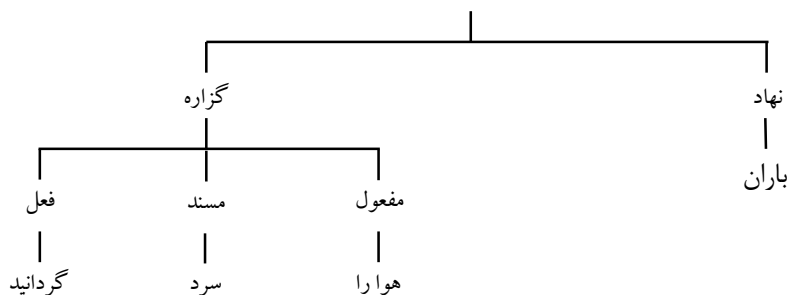 نهاد
گزاره
باران
مفعول
مسند
فعل
هوا را
سرد
گردانید